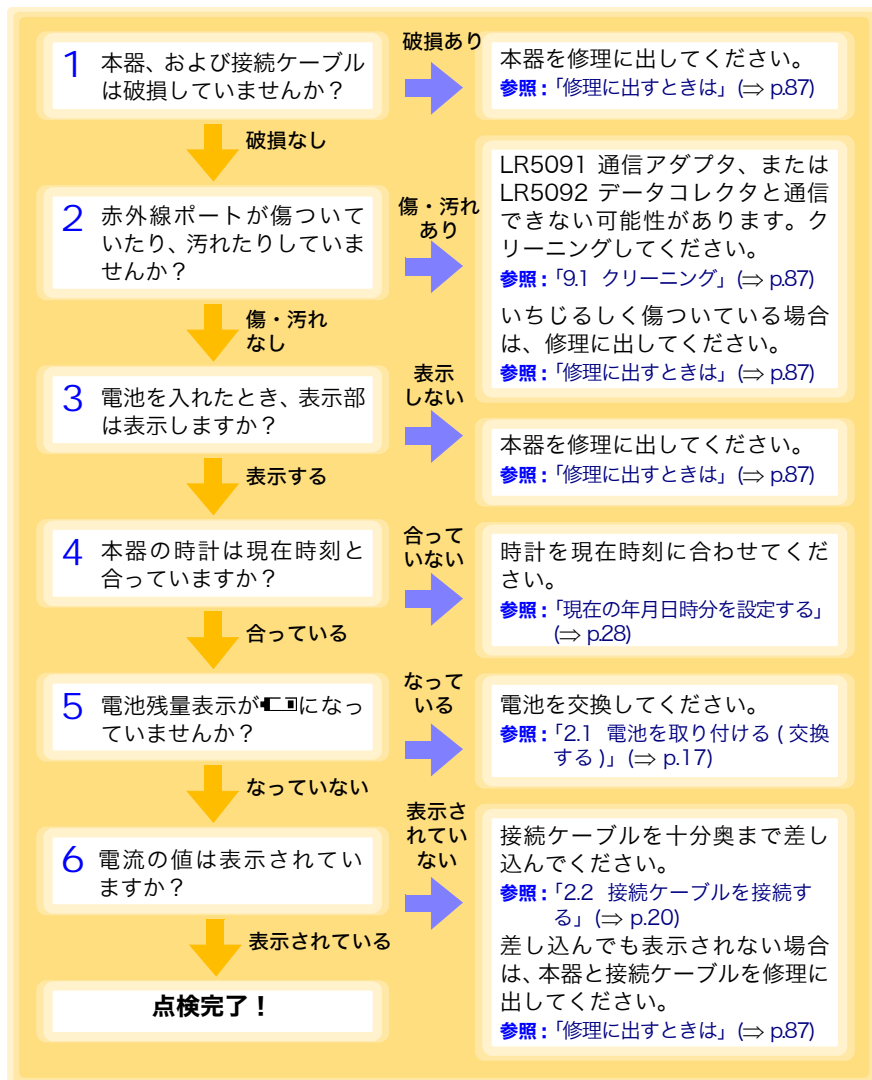 1 本器、および接続ケーブル
は破損していませんか？
破損あり
本器を修理に出してください。
参照：「修理に出すときは」(⇒ p.87)
破損なし
2 赤外線ポートが傷ついて
いたり、汚れたりしていま
せんか？
傷・汚れ
あり
LR5091 通信アダプタ、または
LR5092 データコレクタと通信
できない可能性があります。ク
リーニングしてください。
参照：「9.1 クリーニング」(⇒ p.87)
いちじるしく傷ついている場合
は、修理に出してください。
参照：「修理に出すときは」(⇒ p.87)
傷・汚れ
なし
3 電池を入れたとき、表示部
は表示しますか？
表示
しない
本器を修理に出してください。
参照：「修理に出すときは」(⇒ p.87)
表示する
4 本器の時計は現在時刻と
合っていますか？
合って
いない
時計を現在時刻に合わせてくだ
さい。
参照：「現在の年月日時分を設定する」
(⇒ p.28)
合っている
5 電池残量表示がになっ
ていませんか？
なって
いる
電池を交換してください。
参照：「2.1 電池を取り付ける ( 交換
する )」(⇒ p.17)
なっていない
6 電流の値は表示されてい
ますか？
表示さ
れてい
ない
接続ケーブルを十分奥まで差し
込んでください。
参照：「2.2 接続ケーブルを接続す
る」(⇒ p.20)
差し込んでも表示されない場合
は、本器と接続ケーブルを修理に
出してください。
参照：「修理に出すときは」(⇒ p.87)
表示されている
点検完了！